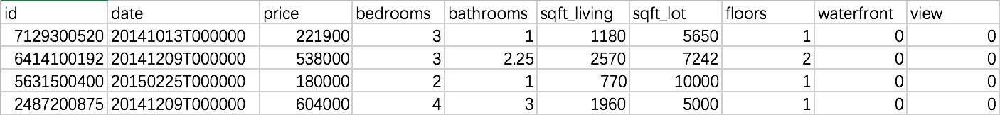 id date price bedrooms bathrooms sqft_living sqft_lot floors waterfront view
7129300520 20141013T000000 221900 3 1 1180 5650 1 0 0
6414100192 20141209T000000 538000 3 2.25 2570 7242 2 0 0
5631500400 20150225T000000 180000 2 1 770 10000 1 0 0
2487200875 20141209T000000 604000 4 3 1960 5000 1 0 0